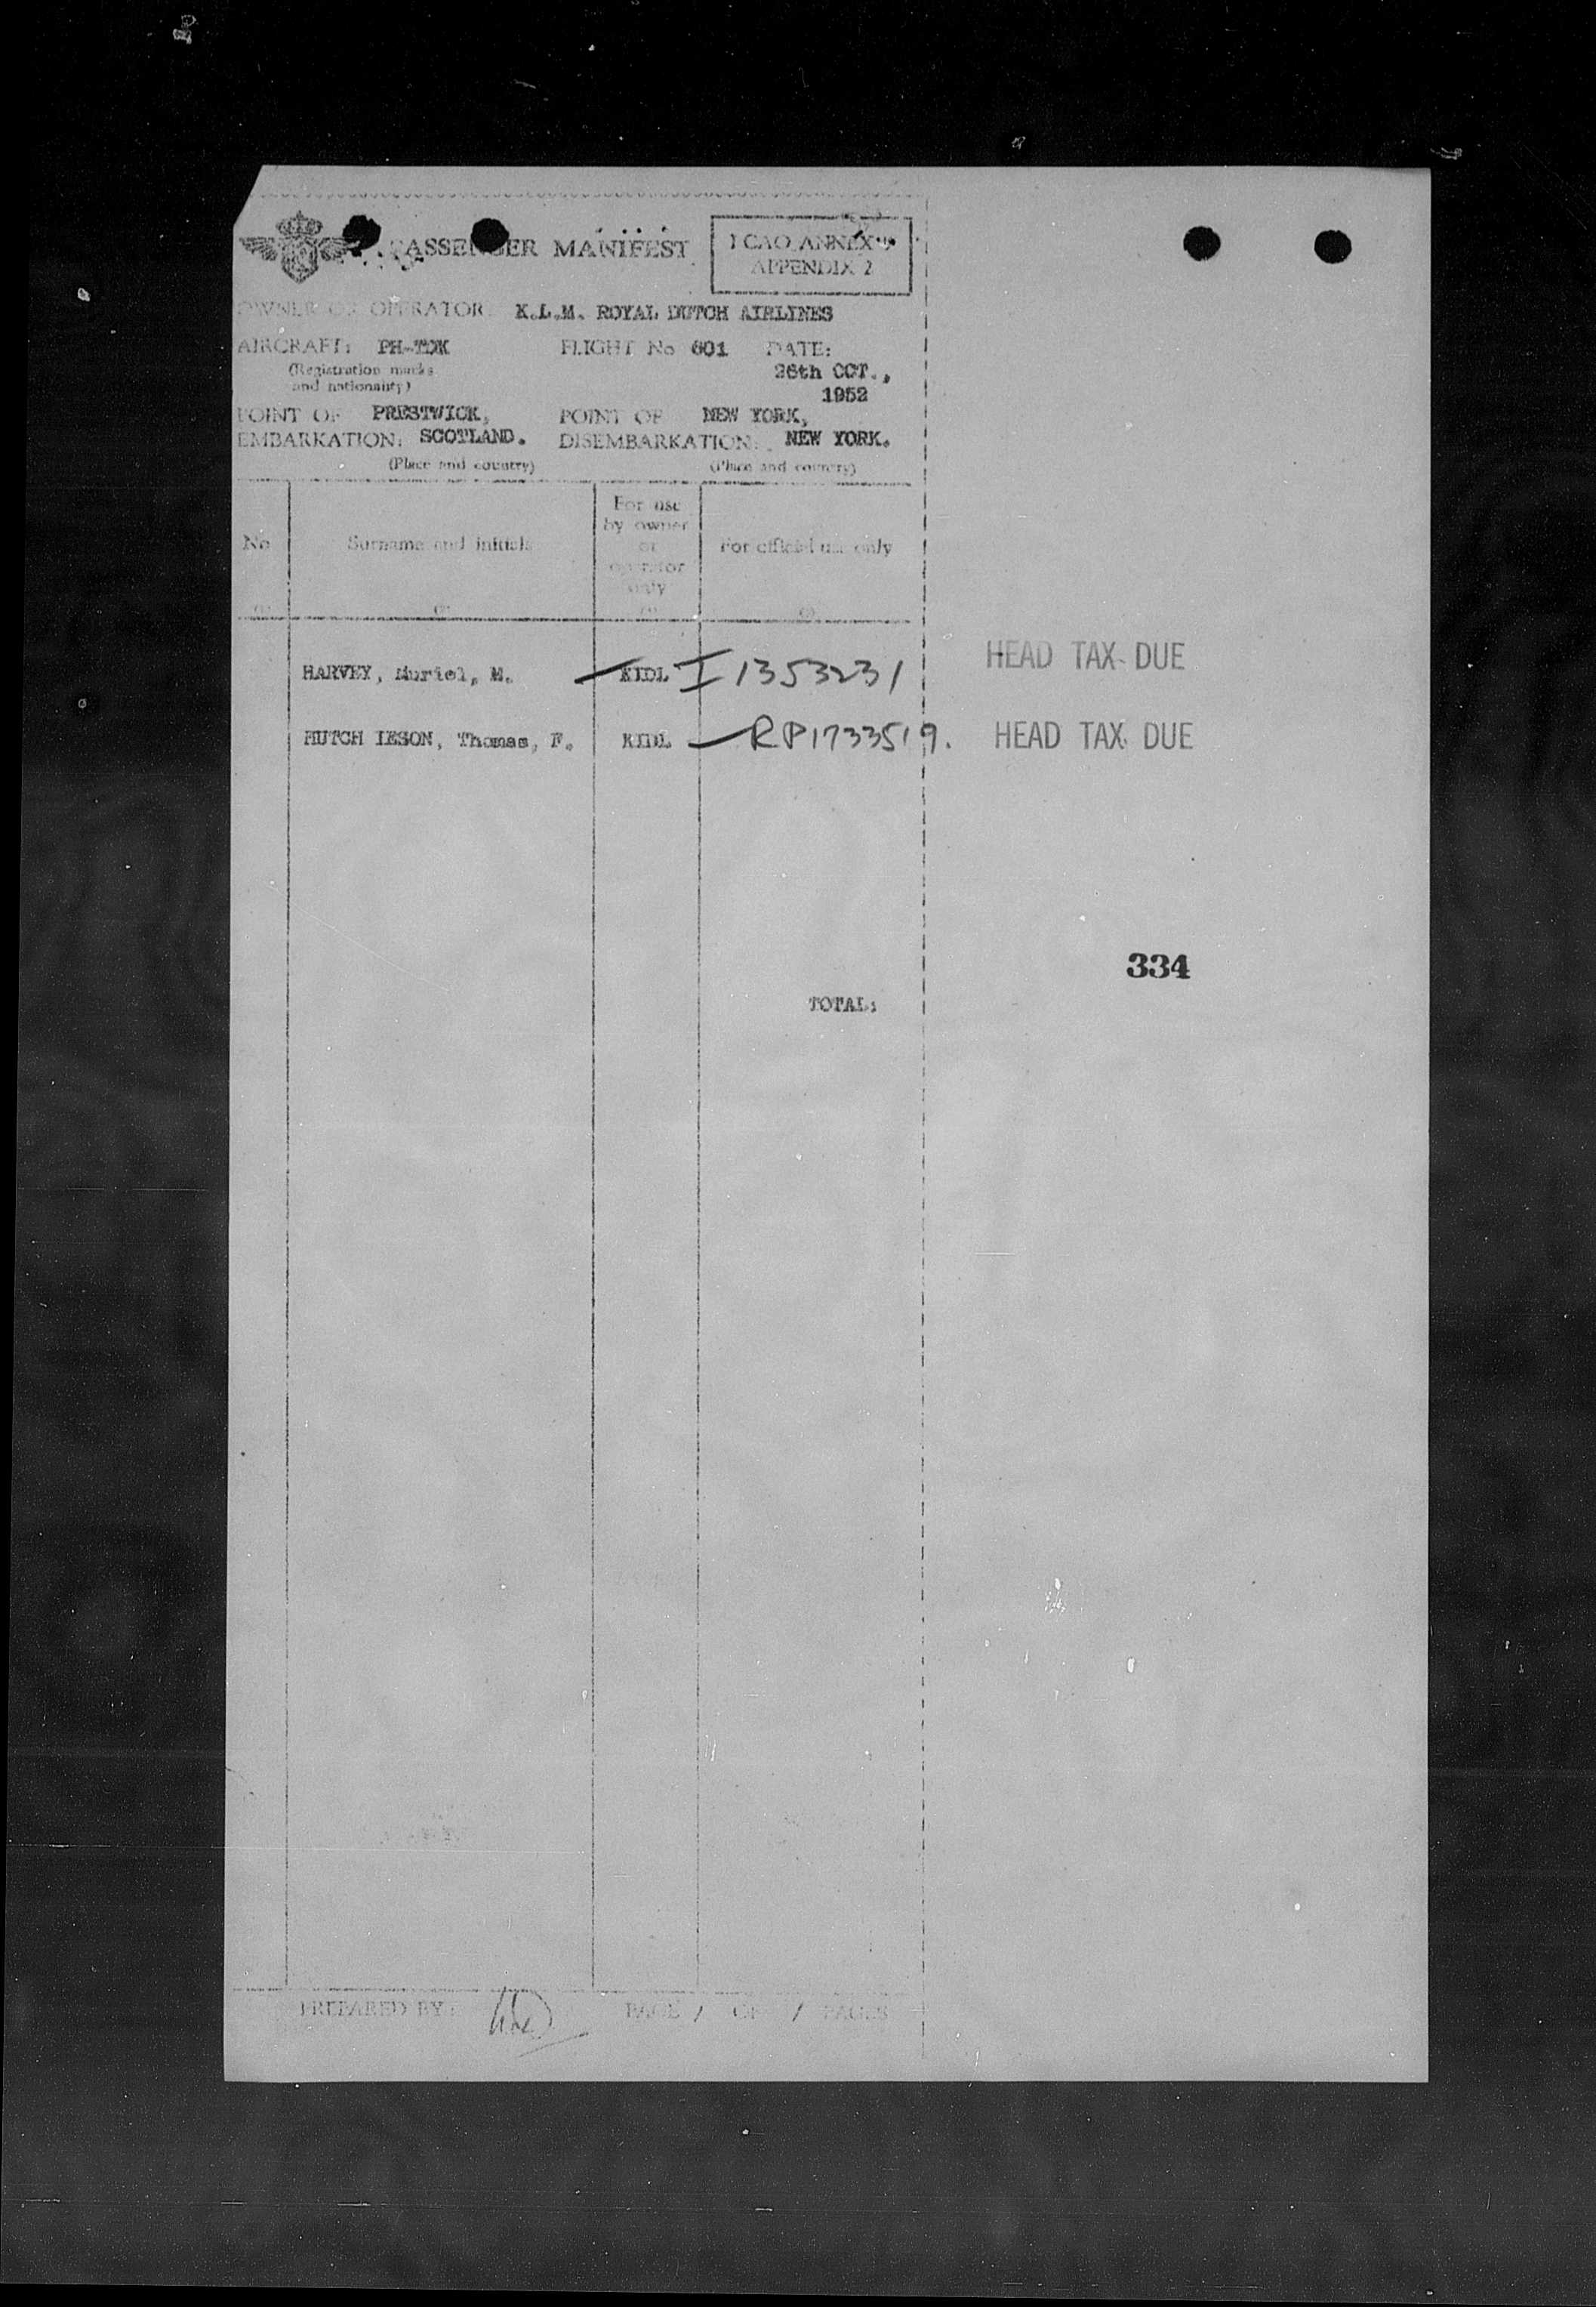 PASSENGER MANIFEST
ICAO ANNEX 9
APPENDIX 2
OWNER OR OPERATOR: K.L.M. ROYAL DUTCH AIRLINES
AIRCRAFT: PH-TDK FLIGHT No 601 DATE:
(Registration marks 26th OCT.,
and nationality) 1952
POINT OF PRESTWICK, POINT OF NEW YORK,
EMBARKATION: SCOTLAND. DISEMBARKATION: NEW YORK.
(Place and country) (Place and country)
No Surname and initials For use by owner or operator only For official use only
HARVEY, Muriel, M. KIDL I 1353231 HEAD TAX DUE
HUTCH IESON, Thomas, F. KIDL RP1733519. HEAD TAX DUE
334
TOTAL:
PREPARED BY: PAGE 1 OF 1 PAGES